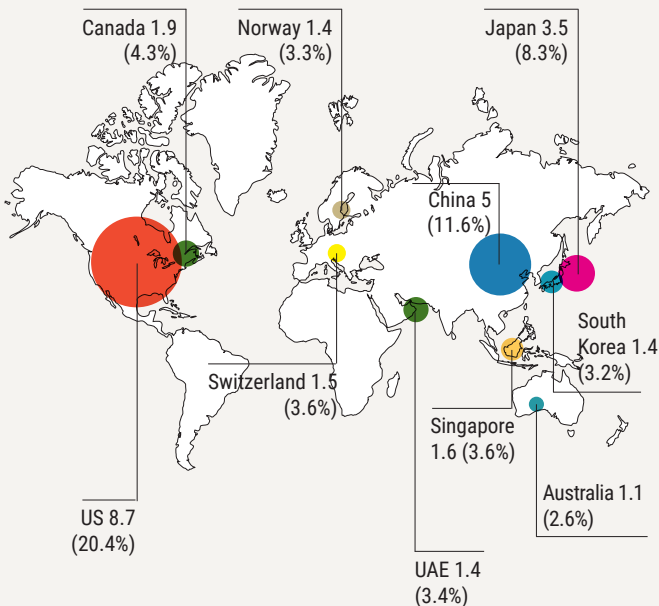 Canada 1.9
(4.3%)
Norway 1.4
(3.3%)
Japan 3.5
(8.3%)
China 5
(11.6%)
South
Korea 1.4
(3.2%)
Switzerland 1.5
(3.6%)
Singapore
1.6 (3.6%)
Australia 1.1
(2.6%)
US 8.7
(20.4%)
UAE 1.4
(3.4%)